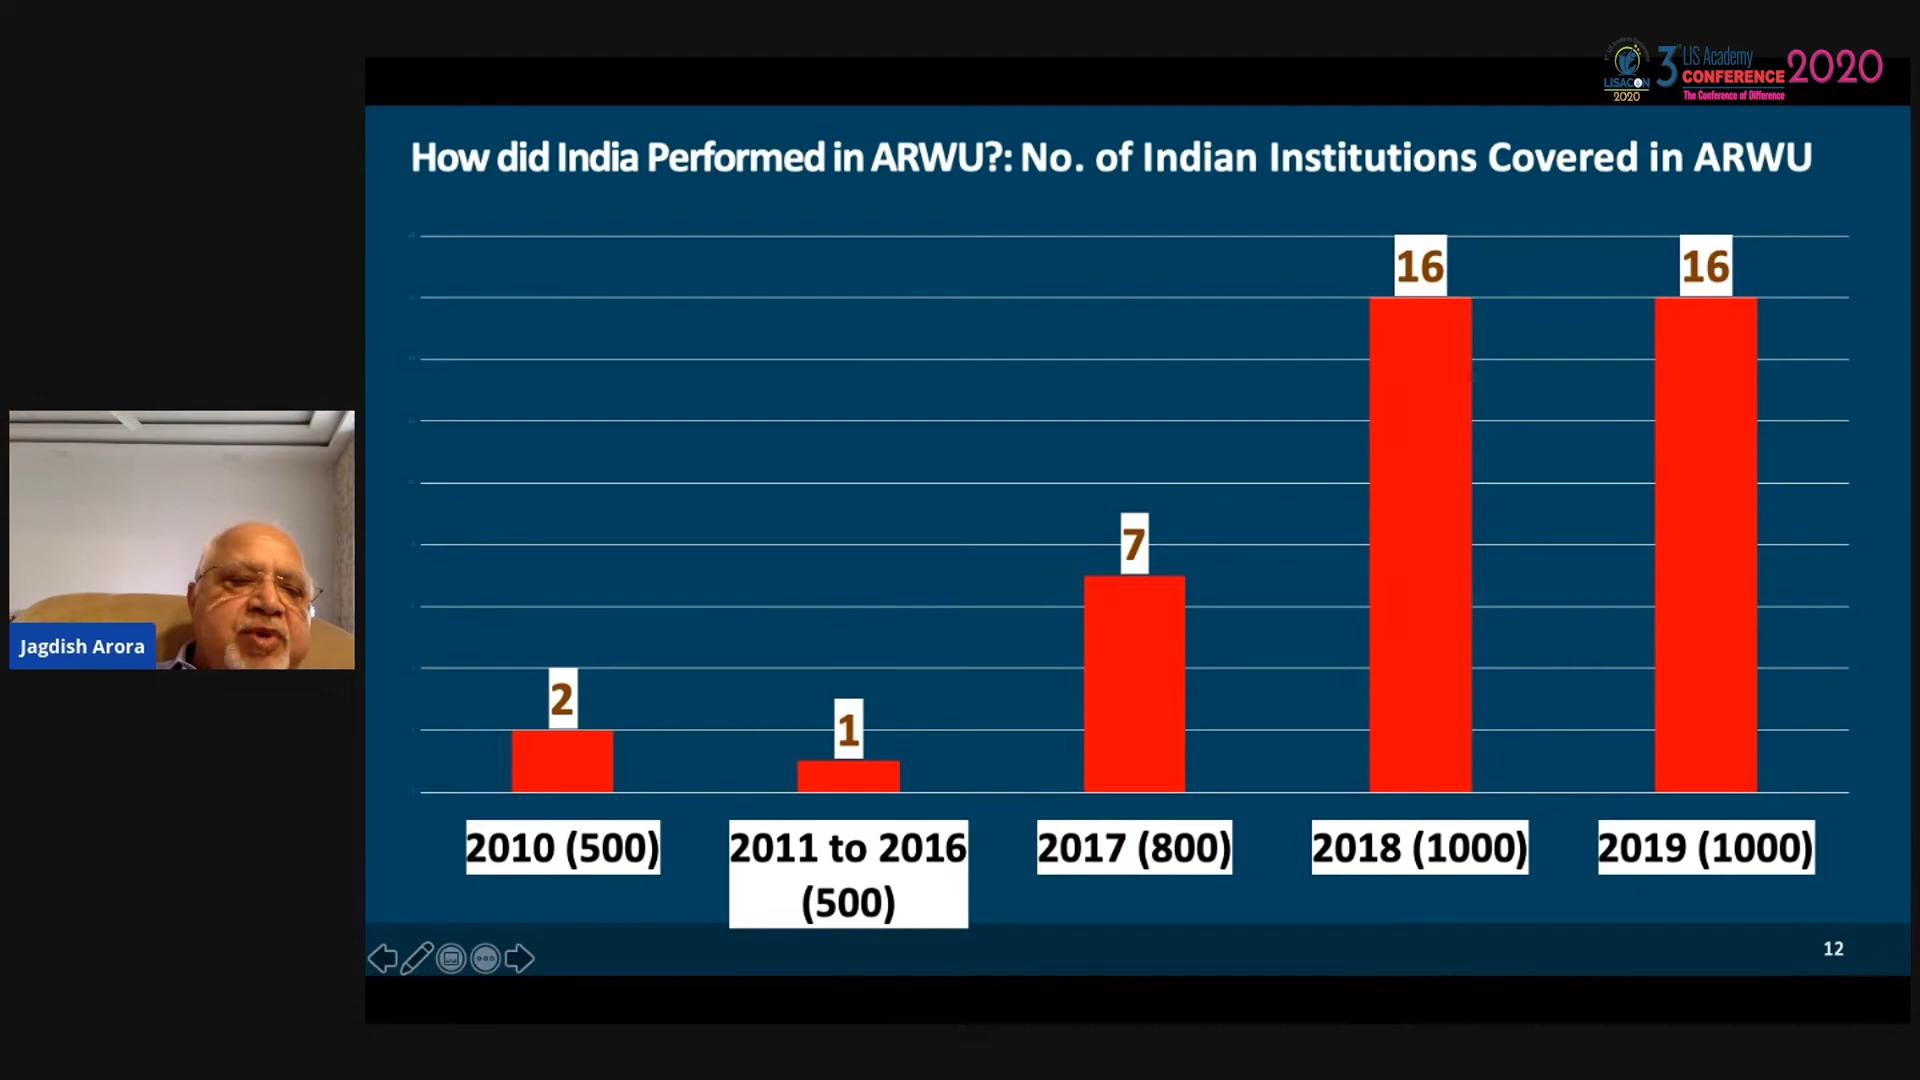 3rd LIS Academy
CONFERENCE 2020
The Conference of Difference
LISACON
2020
How did India Performed in ARWU?: No. of Indian Institutions Covered in ARWU
16
16
7
2
1
2010 (500)
2011 to 2016
(500)
2017 (800)
2018 (1000)
2019 (1000)
Jagdish Arora
12